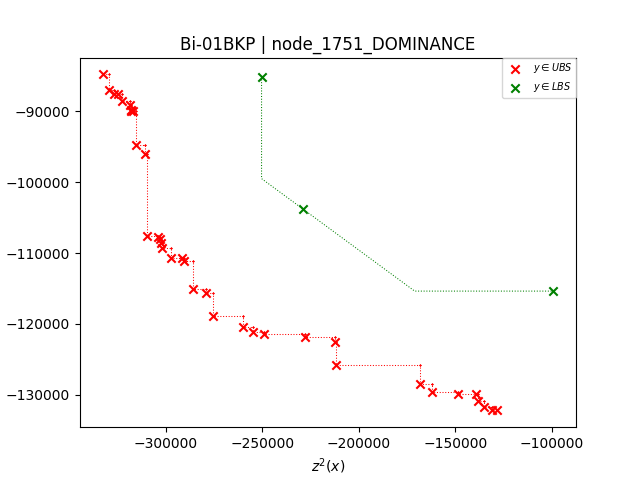 Bi-01BKP | node_1751_DOMINANCE
y ∈ UBS
y ∈ LBS
−90000
−100000
−110000
−120000
−130000
−300000 −250000 −200000 −150000 −100000
z²(x)